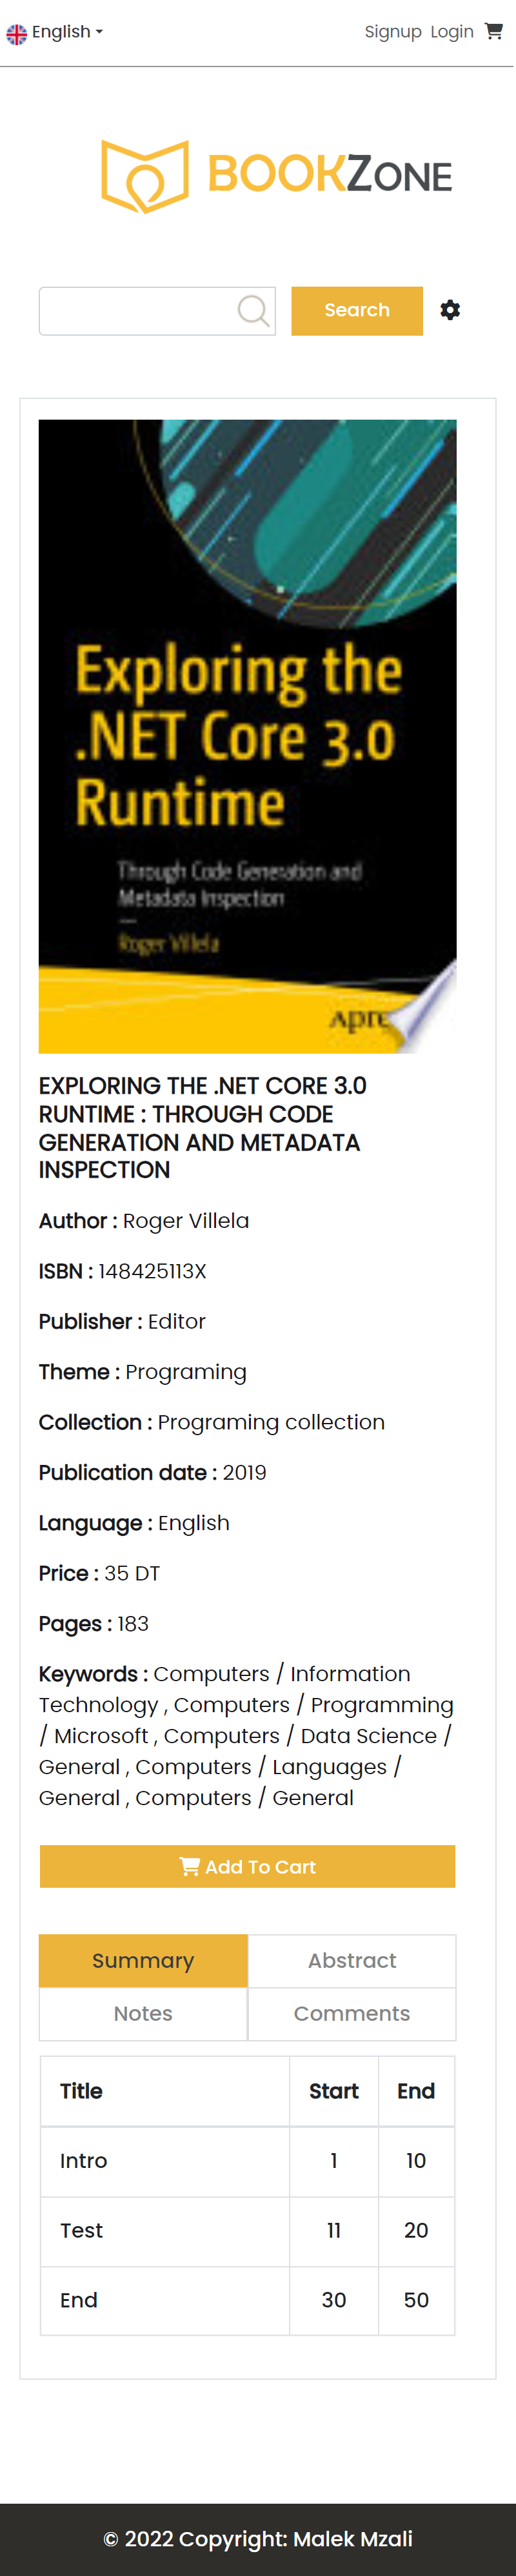 English
Signup Login
BOOKZONE
Search
Exploring the
.NET Core 3.0
Runtime
Through Code Generation and
Metadata Inspection
Roger Villela
EXPLORING THE .NET CORE 3.0
RUNTIME : THROUGH CODE
GENERATION AND METADATA
INSPECTION
Author : Roger Villela
ISBN : 148425113X
Publisher : Editor
Theme : Programing
Collection : Programing collection
Publication date : 2019
Language : English
Price : 35 DT
Pages : 183
Keywords : Computers / Information
Technology , Computers / Programming
/ Microsoft , Computers / Data Science /
General , Computers / Languages /
General , Computers / General
Add To Cart
Summary Abstract
Notes Comments
Title Start End
Intro 1 10
Test 11 20
End 30 50
© 2022 Copyright: Malek Mzali